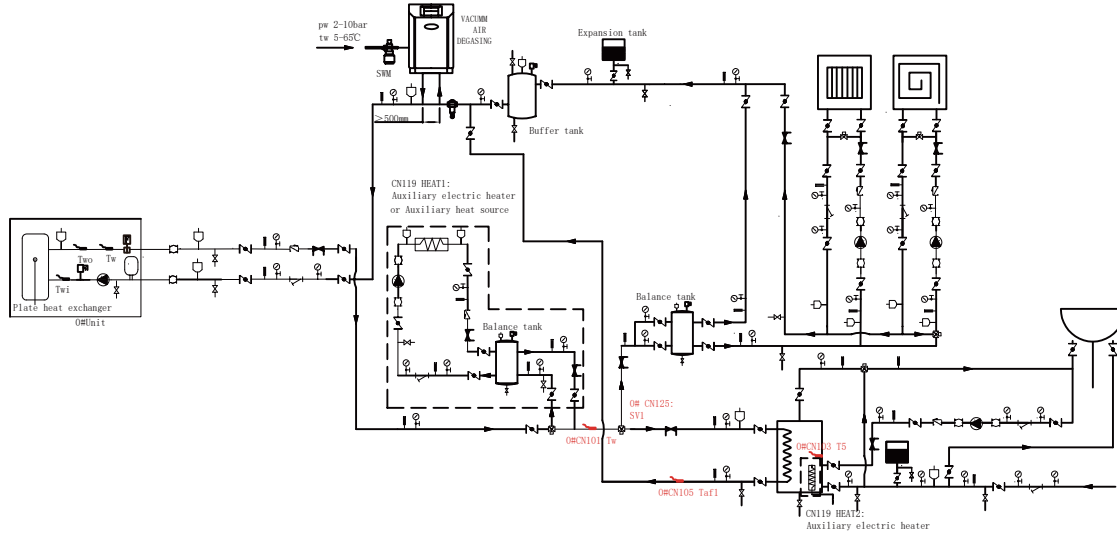 pw 2-10bar
tw 5-65℃
SWM
VACUMM
AIR
DEGASING
Expansion tank
>500mm
Buffer tank
CN119 HEAT1:
Auxiliary electric heater
or Auxiliary heat source
Two
Tw
Twi
Plate heat exchanger
0#Unit
Balance tank
Balance tank
0# CN125:
SV1
0#CN101 Tw
0#CN103 T5
0#CN105 Taf1
CN119 HEAT2:
Auxiliary electric heater